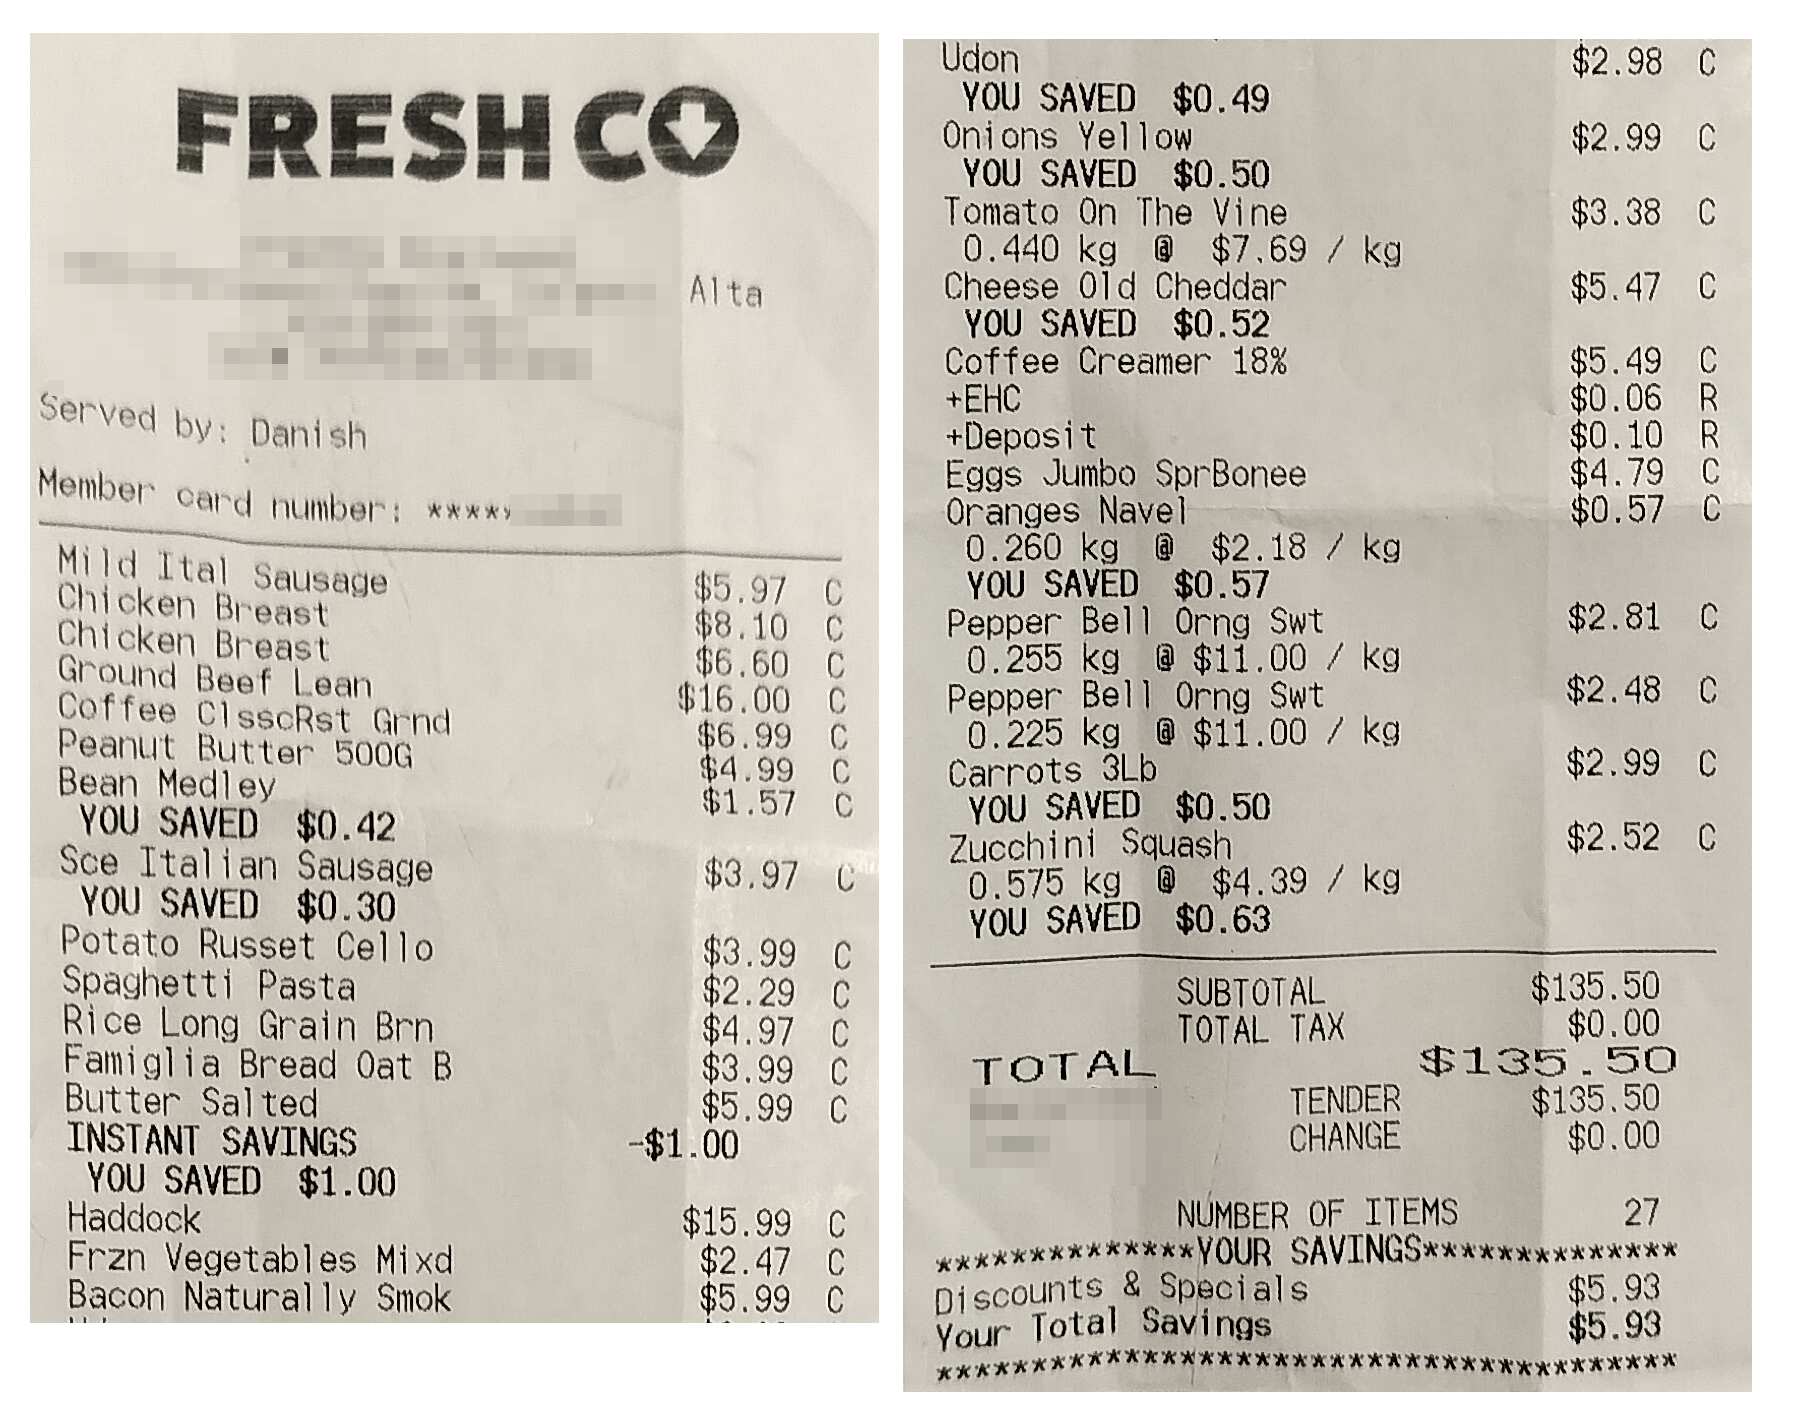 FRESHCO
Alta
Served by: Danish
Member card number: ****
Mild Ital Sausage $5.97 C
Chicken Breast $8.10 C
Chicken Breast $6.60 C
Ground Beef Lean $16.00 C
Coffee ClsscRst Grnd $6.99 C
Peanut Butter 500G $4.99 C
Bean Medley $1.57 C
YOU SAVED $0.42
Sce Italian Sausage $3.97 C
YOU SAVED $0.30
Potato Russet Cello $3.99 C
Spaghetti Pasta $2.29 C
Rice Long Grain Brn $4.97 C
Famiglia Bread Oat B $3.99 C
Butter Salted $5.99 C
INSTANT SAVINGS -$1.00
YOU SAVED $1.00
Haddock $15.99 C
Frzn Vegetables Mixd $2.47 C
Bacon Naturally Smok $5.99 C
Udon $2.98 C
YOU SAVED $0.49
Onions Yellow $2.99 C
YOU SAVED $0.50
Tomato On The Vine $3.38 C
0.440 kg @ $7.69 / kg
Cheese Old Cheddar $5.47 C
YOU SAVED $0.52
Coffee Creamer 18% $5.49 C
+EHC $0.06 R
+Deposit $0.10 R
Eggs Jumbo SprBonee $4.79 C
Oranges Navel $0.57 C
0.260 kg @ $2.18 / kg
YOU SAVED $0.57
Pepper Bell Orng Swt $2.81 C
0.255 kg @ $11.00 / kg
Pepper Bell Orng Swt $2.48 C
0.225 kg @ $11.00 / kg
Carrots 3Lb $2.99 C
YOU SAVED $0.50
Zucchini Squash $2.52 C
0.575 kg @ $4.39 / kg
YOU SAVED $0.63
SUBTOTAL $135.50
TOTAL TAX $0.00
TOTAL $135.50
TENDER $135.50
CHANGE $0.00
NUMBER OF ITEMS 27
**************YOUR SAVINGS**************
Discounts & Specials $5.93
Your Total Savings $5.93
****************************************